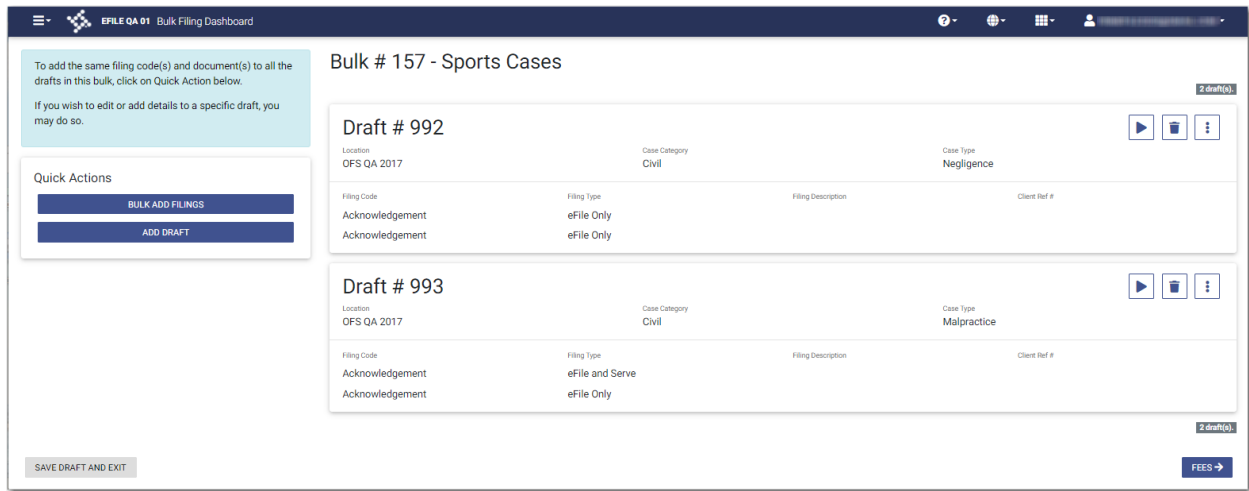 EFILE QA 01 Bulk Filing Dashboard
To add the same filing code(s) and document(s) to all the
drafts in this bulk, click on Quick Action below.
If you wish to edit or add details to a specific draft, you
may do so.
Quick Actions
BULK ADD FILINGS
ADD DRAFT
Bulk # 157 - Sports Cases
2 draft(s).
Draft # 992
Location Case Category Case Type
OFS QA 2017 Civil Negligence
Filing Code Filing Type Filing Description Client Ref #
Acknowledgement eFile Only
Acknowledgement eFile Only
Draft # 993
Location Case Category Case Type
OFS QA 2017 Civil Malpractice
Filing Code Filing Type Filing Description Client Ref #
Acknowledgement eFile and Serve
Acknowledgement eFile Only
2 draft(s).
SAVE DRAFT AND EXIT
FEES